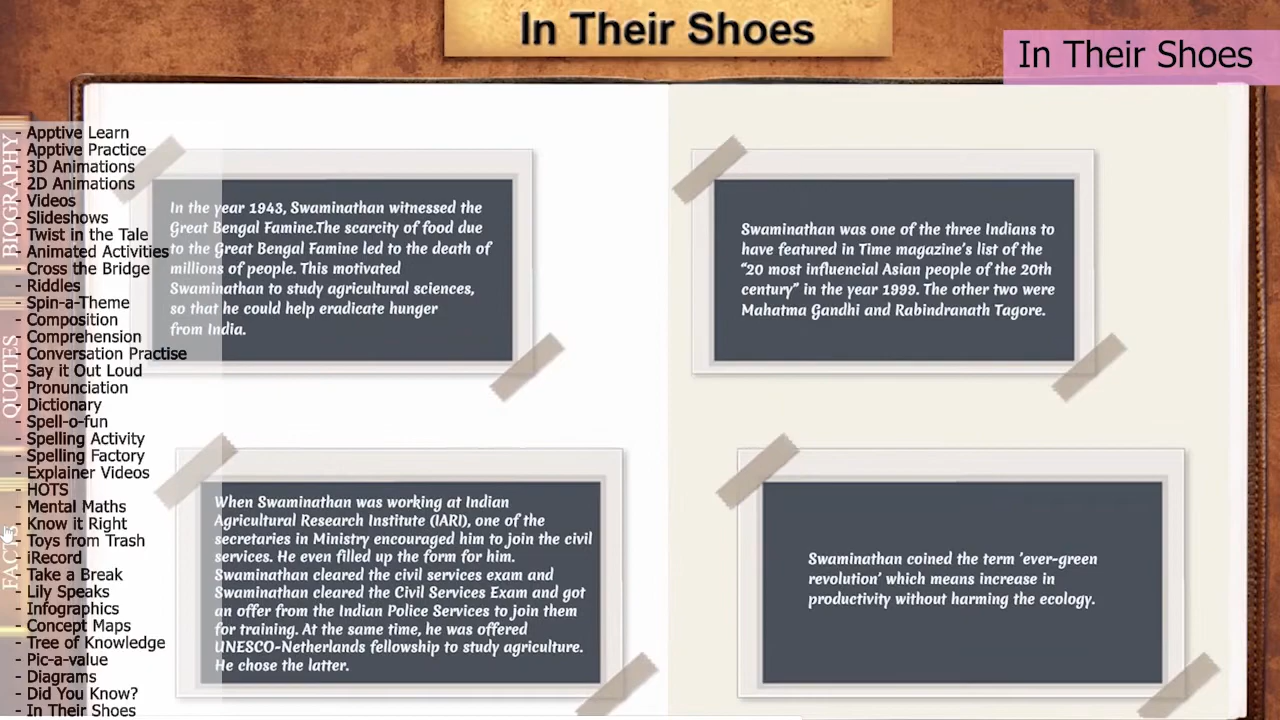 In Their Shoes
In Their Shoes
BIOGRAPHY
QUOTES
FACTS
- Apptive Learn
- Apptive Practice
- 3D Animations
- 2D Animations
- Videos
- Slideshows
- Twist in the Tale
- Animated Activities
- Cross the Bridge
- Riddles
- Spin-a-Theme
- Composition
- Comprehension
- Conversation Practise
- Say it Out Loud
- Pronunciation
- Dictionary
- Spell-o-fun
- Spelling Activity
- Spelling Factory
- Explainer Videos
- HOTS
- Mental Maths
- Know it Right
- Toys from Trash
- iRecord
- Take a Break
- Lily Speaks
- Infographics
- Concept Maps
- Tree of Knowledge
- Pic-a-value
- Diagrams
- Did You Know?
- In Their Shoes
In the year 1943, Swaminathan witnessed the
Great Bengal Famine.The scarcity of food due
to the Great Bengal Famine led to the death of
millions of people. This motivated
Swaminathan to study agricultural sciences,
so that he could help eradicate hunger
from India.
Swaminathan was one of the three Indians to
have featured in Time magazine's list of the
“20 most influential Asian people of the 20th
century” in the year 1999. The other two were
Mahatma Gandhi and Rabindranath Tagore.
When Swaminathan was working at Indian
Agricultural Research Institute (IARI), one of the
secretaries in Ministry encouraged him to join the civil
services. He even filled up the form for him.
Swaminathan cleared the civil services exam and
Swaminathan cleared the Civil Services Exam and got
an offer from the Indian Police Services to join them
for training. At the same time, he was offered
UNESCO-Netherlands fellowship to study agriculture.
He chose the latter.
Swaminathan coined the term 'ever-green
revolution' which means increase in
productivity without harming the ecology.